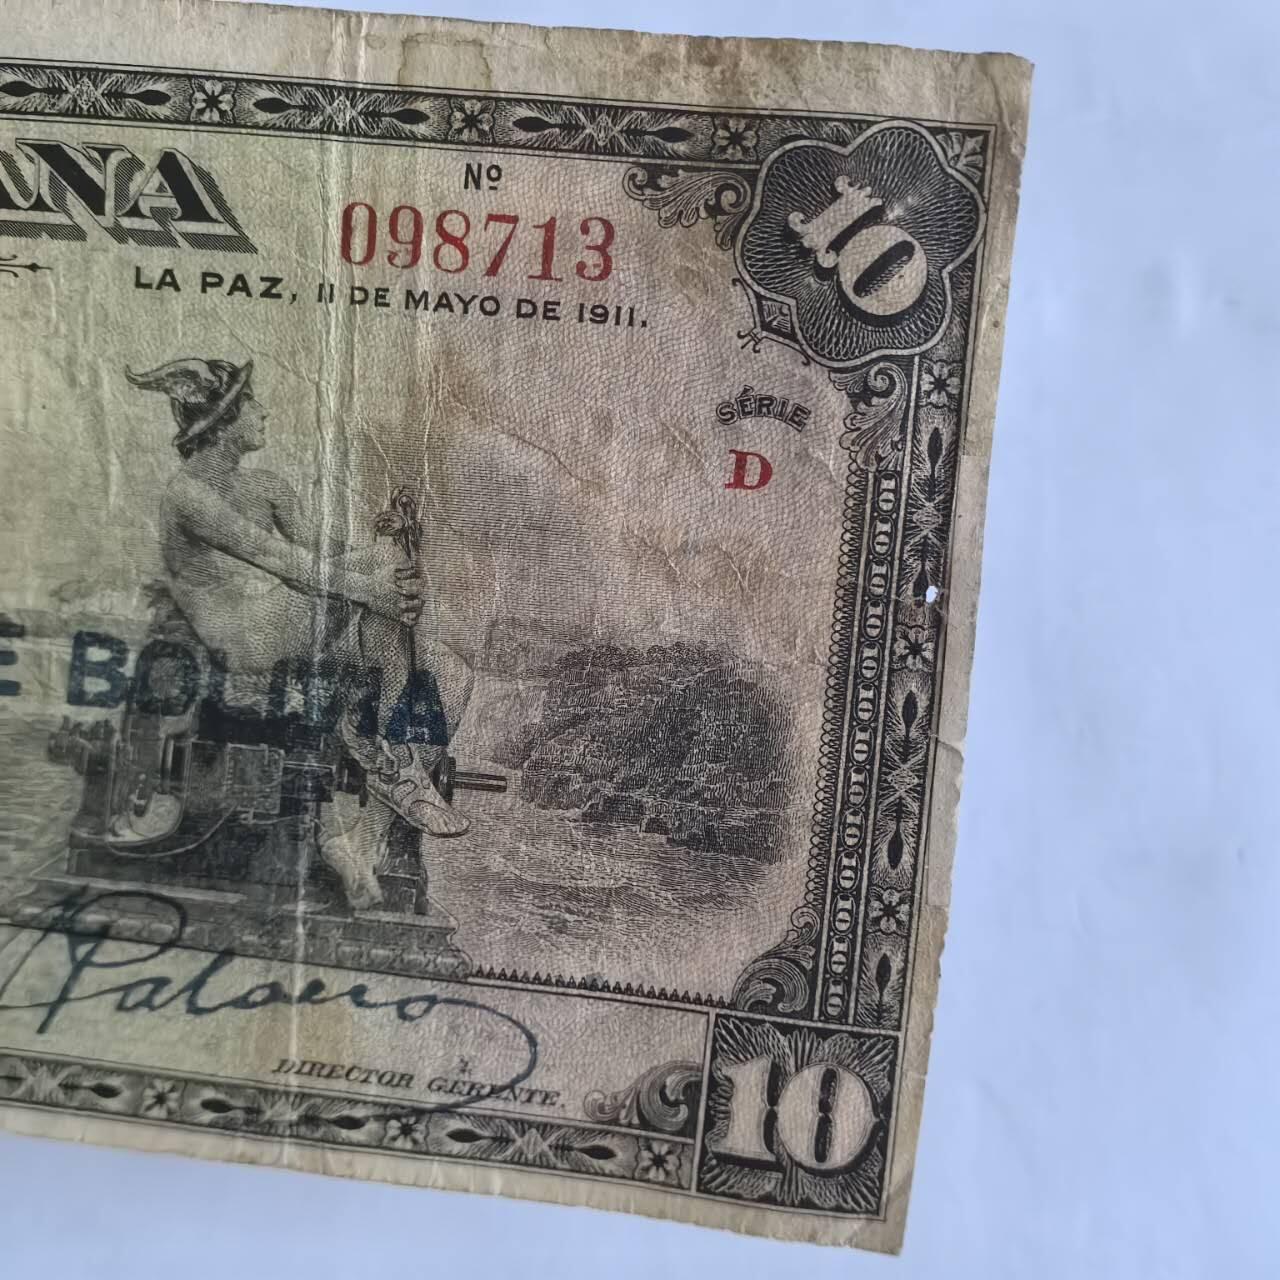 ANA
Nº
098713
LA PAZ, 11 DE MAYO DE 1911.
10
SÉRIE
D
E BOLIVIA
DIRECTOR GERENTE.
10